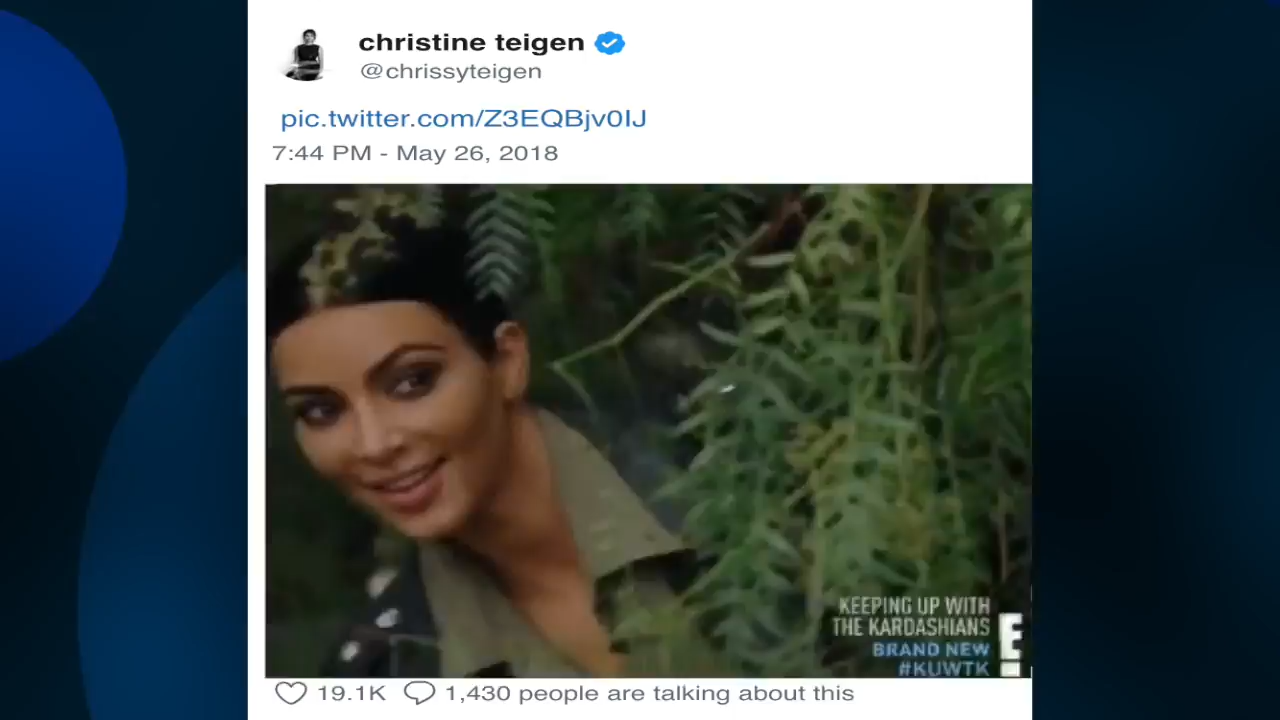 christine teigen
@chrissyteigen
pic.twitter.com/Z3EQBjv0IJ
7:44 PM - May 26, 2018
KEEPING UP WITH
THE KARDASHIANS
E!
BRAND NEW
#KUWTK
19.1K 1,430 people are talking about this